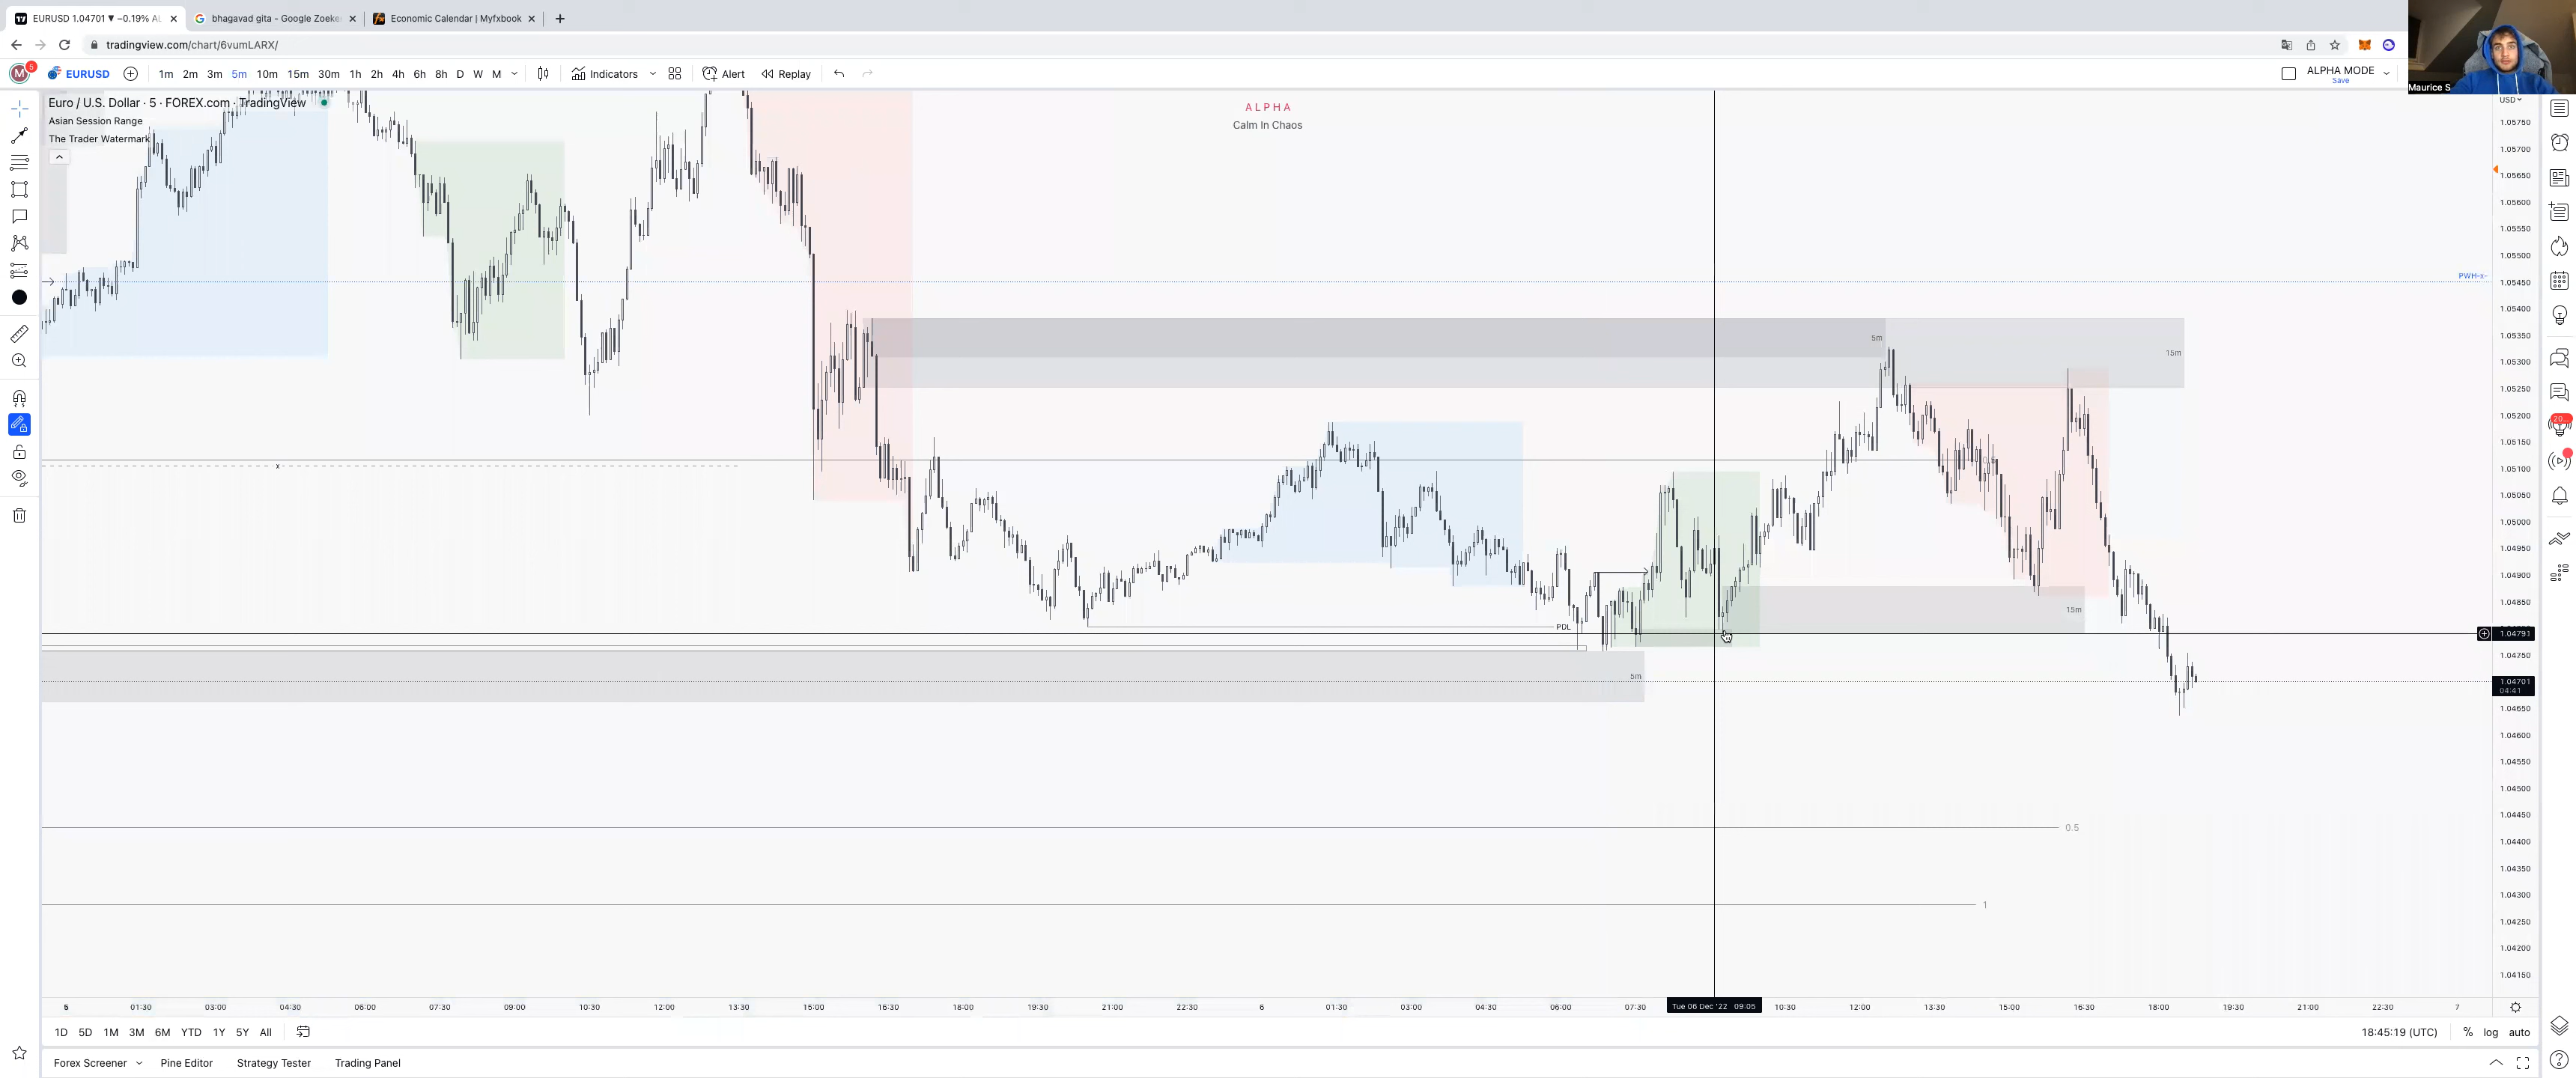 EURUSD 1.04701 ▼ −0.19% AL
bhagavad gita - Google Zoeke
Economic Calendar | Myfxbook
tradingview.com/chart/6vumLARX/
M 5 EURUSD 1m 2m 3m 5m 10m 15m 30m 1h 2h 4h 6h 8h D W M Indicators Alert Replay
ALPHA MODE
Save
Maurice S
Euro / U.S. Dollar · 5 · FOREX.com · TradingView
Asian Session Range
The Trader Watermark
ALPHA
Calm In Chaos
USD
1.05750
1.05700
1.05650
1.05600
1.05550
1.05500
PWH-x-
1.05450
1.05400
5m
1.05350
15m
1.05300
1.05250
1.05200
1.05150
x
1.05100
1.05050
1.05000
1.04950
1.04900
1.04850
15m
PDL
1.04791
1.04750
5m
1.04701
04:41
1.04650
1.04600
1.04550
1.04500
1.04450
0.5
1.04400
1.04350
1.04300
1
1.04250
1.04200
1.04150
5 01:30 03:00 04:30 06:00 07:30 09:00 10:30 12:00 13:30 15:00 16:30 18:00 19:30 21:00 22:30 6 01:30 03:00 04:30 06:00 07:30 Tue 06 Dec '22 09:05 10:30 12:00 13:30 15:00 16:30 18:00 19:30 21:00 22:30 7
1D 5D 1M 3M 6M YTD 1Y 5Y All
18:45:19 (UTC) % log auto
Forex Screener Pine Editor Strategy Tester Trading Panel